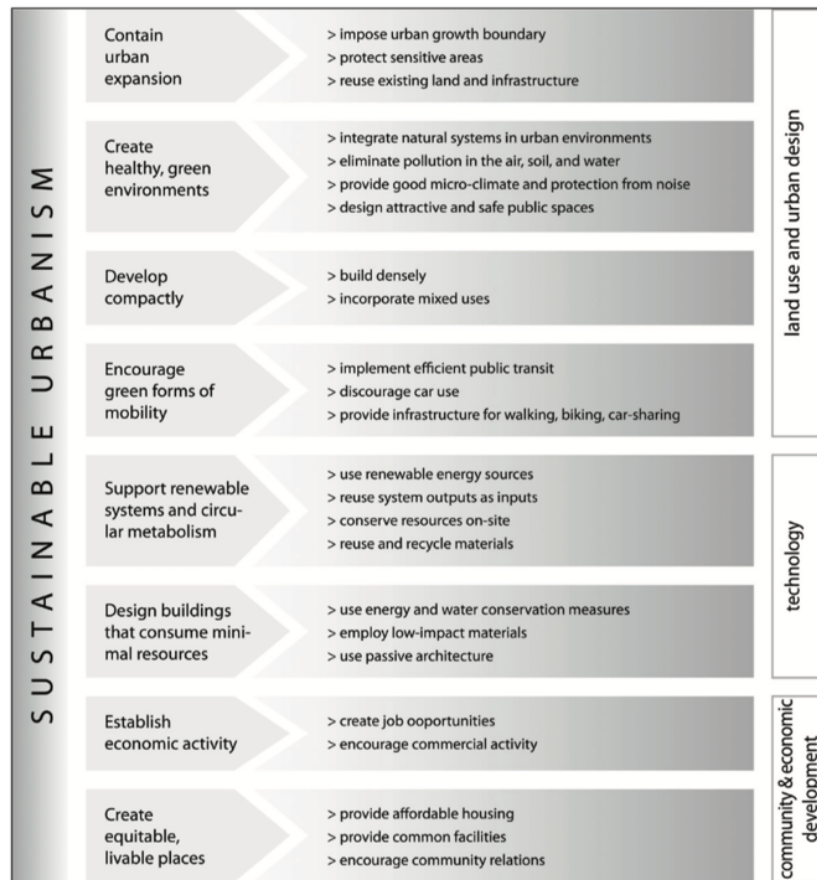 SUSTAINABLE URBANISM
Contain
urban
expansion
> impose urban growth boundary
> protect sensitive areas
> reuse existing land and infrastructure
Create
healthy, green
environments
> integrate natural systems in urban environments
> eliminate pollution in the air, soil, and water
> provide good micro-climate and protection from noise
> design attractive and safe public spaces
Develop
compactly
> build densely
> incorporate mixed uses
Encourage
green forms of
mobility
> implement efficient public transit
> discourage car use
> provide infrastructure for walking, biking, car-sharing
land use and urban design
Support renewable
systems and circu-
lar metabolism
> use renewable energy sources
> reuse system outputs as inputs
> conserve resources on-site
> reuse and recycle materials
Design buildings
that consume mini-
mal resources
> use energy and water conservation measures
> employ low-impact materials
> use passive architecture
technology
Establish
economic activity
> create job ooportunities
> encourage commercial activity
Create
equitable,
livable places
> provide affordable housing
> provide common facilities
> encourage community relations
community & economic
development